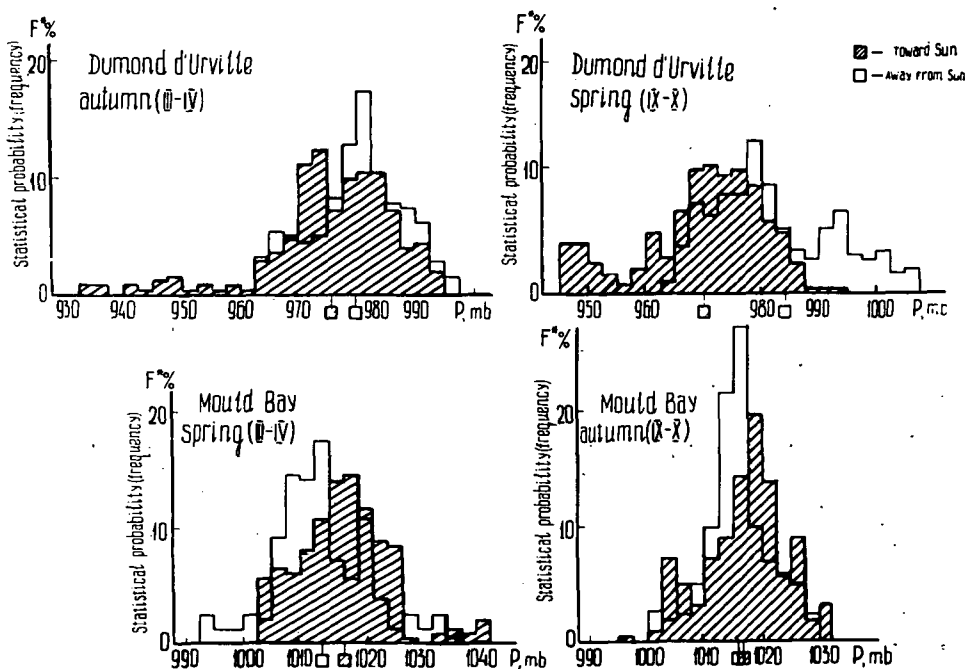 F*%
20
10
0
Statistical probability (frequency)
Dumond d'Urville
autumn (III-IV)
930 940 950 960 970 980 990 P, mb
20
10
0
Statistical probability (frequency)
Dumond d'Urville
spring (IX-X)
950 960 970 980 990 1000 P, mb
– Toward Sun
– Away from Sun
F*%
20
10
0
Statistical probability (frequency)
Mould Bay
spring (III-IV)
990 1000 1010 1020 1030 1040 P, mb
F*%
20
10
0
Statistical probability (frequency)
Mould Bay
autumn (IX-X)
990 1000 1010 1020 1030 P, mb